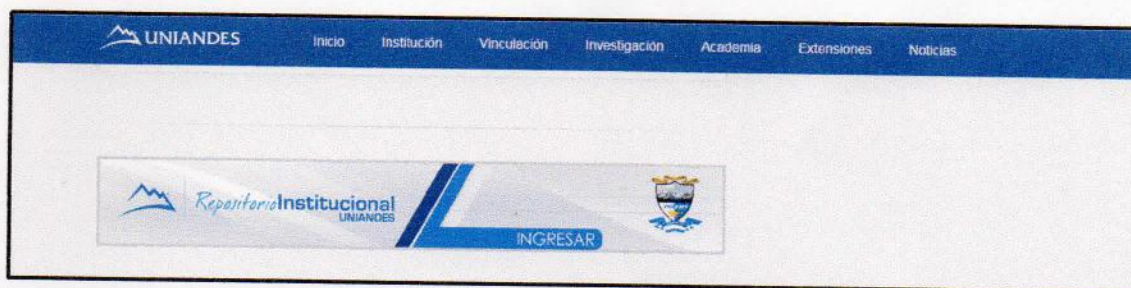 UNIANDES Inicio Institución Vinculación Investigación Academia Extensiones Noticias
RepositorioInstitucional
UNIANDES
INGRESAR